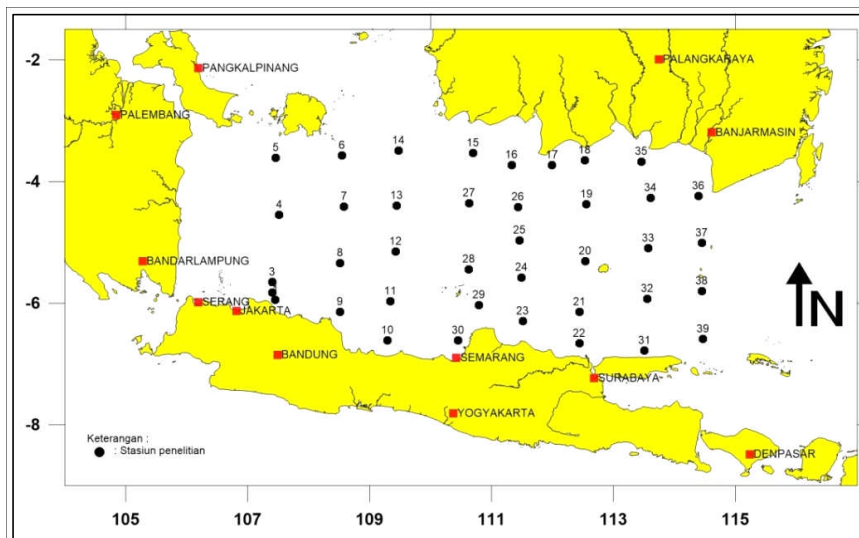 -2
-4
-6
-8
105 107 109 111 113 115
PANGKALPINANG
PALANGKARAYA
PALEMBANG
BANJARMASIN
5 6 14 15 16 17 18 35
4 7 13 27 26 19 34 36
25
12
8 28 24 20 33 37
3
BANDARLAMPUNG
SERANG
JAKARTA
9 11 29 23 21 32 38
10 30 22 31 39
BANDUNG
SEMARANG
SURABAYA
YOGYAKARTA
DENPASAR
N
Keterangan :
: Stasiun penelitian